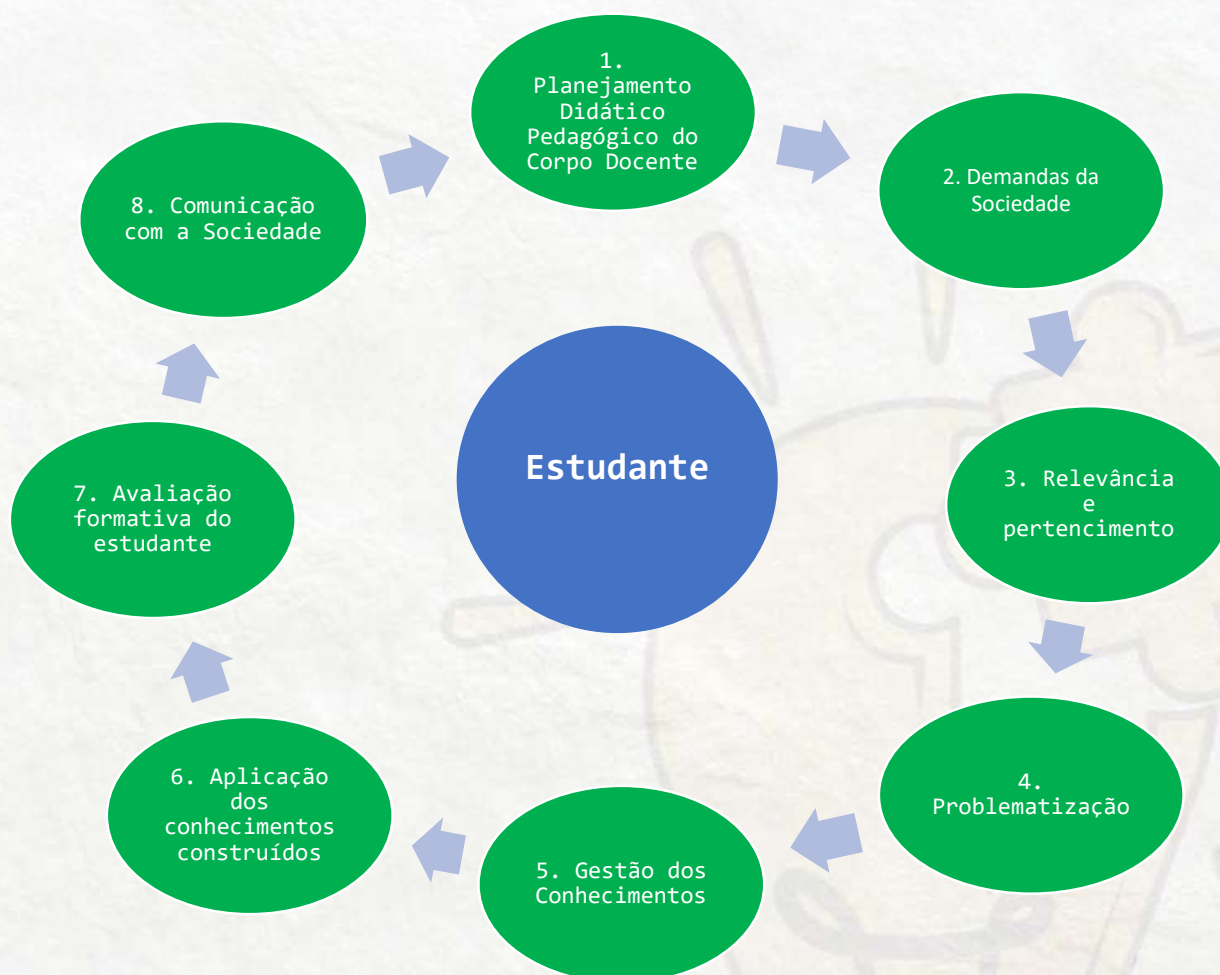 1.
Planejamento
Didático
Pedagógico do
Corpo Docente
2. Demandas da
Sociedade
3. Relevância
e
pertencimento
4.
Problematização
5. Gestão dos
Conhecimentos
6. Aplicação
dos
conhecimentos
construídos
7. Avaliação
formativa do
estudante
8. Comunicação
com a Sociedade
Estudante